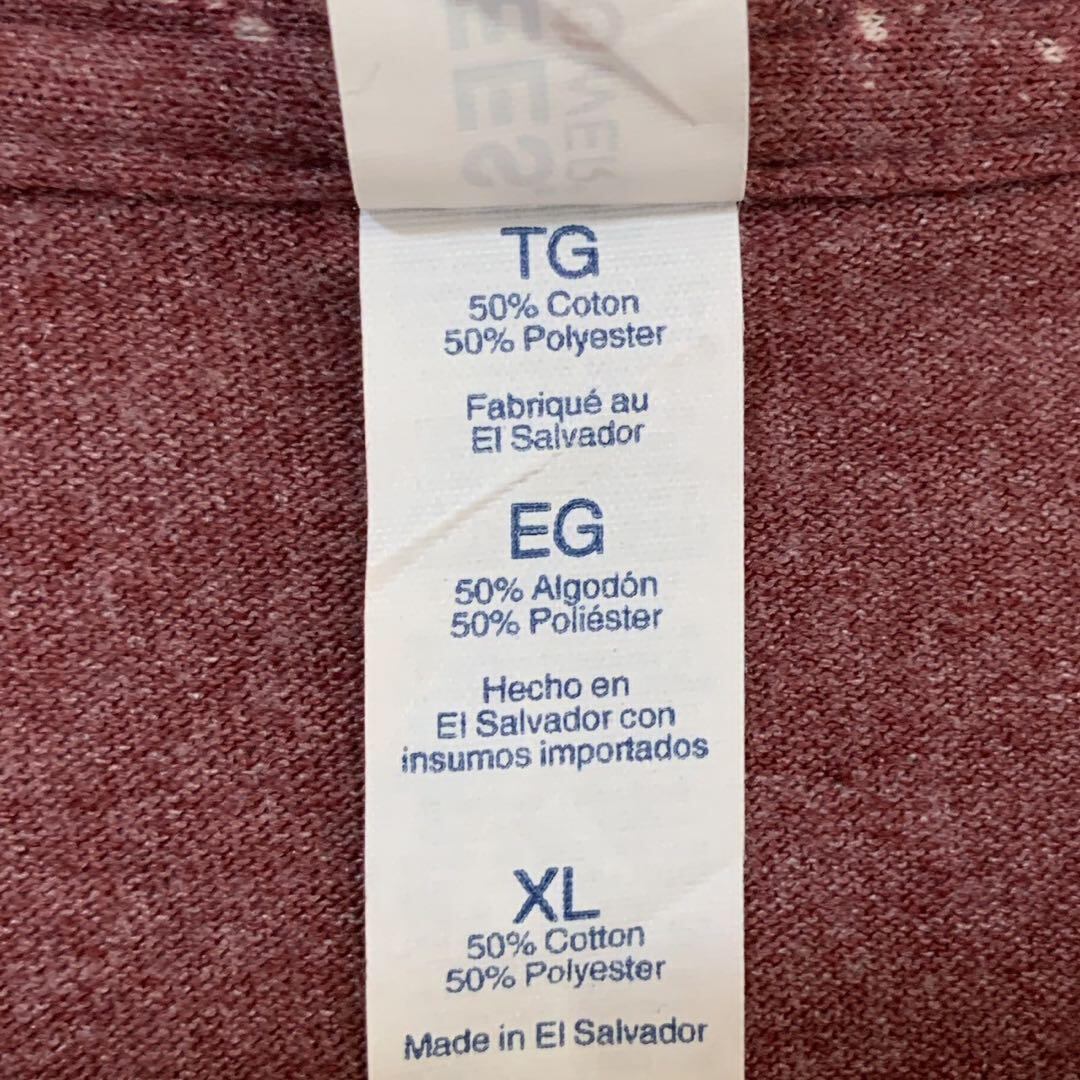 TG
50% Coton
50% Polyester
Fabriqué au
El Salvador
EG
50% Algodón
50% Poliéster
Hecho en
El Salvador con
insumos importados
XL
50% Cotton
50% Polyester
Made in El Salvador